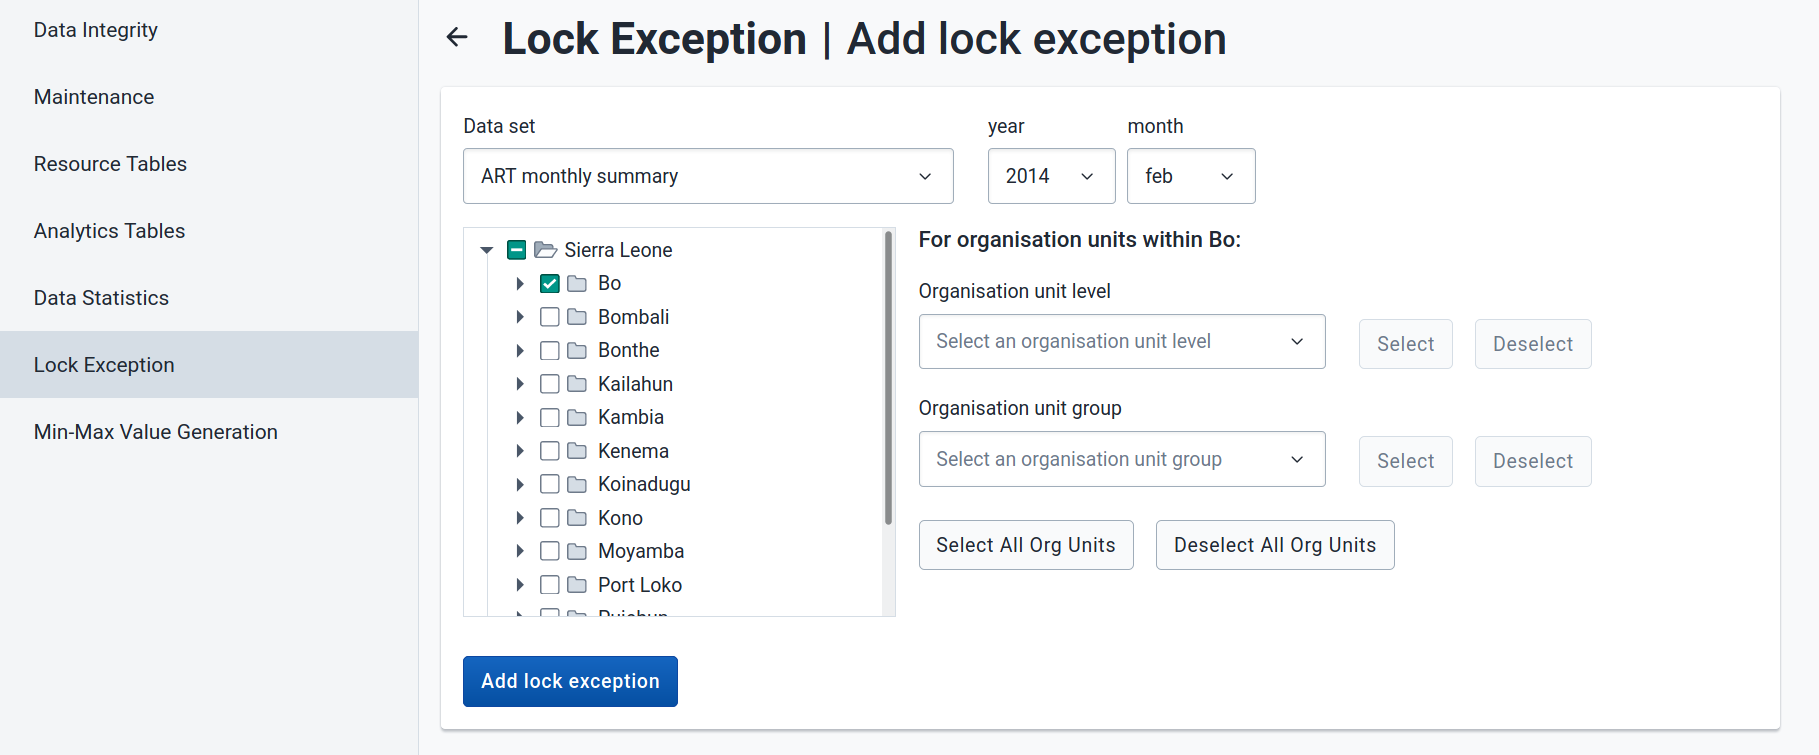 Data Integrity
Maintenance
Resource Tables
Analytics Tables
Data Statistics
Lock Exception
Min-Max Value Generation
Lock Exception | Add lock exception
Data set
year
month
ART monthly summary
2014
feb
Sierra Leone
Bo
Bombali
Bonthe
Kailahun
Kambia
Kenema
Koinadugu
Kono
Moyamba
Port Loko
For organisation units within Bo:
Organisation unit level
Select an organisation unit level
Select
Deselect
Organisation unit group
Select an organisation unit group
Select
Deselect
Select All Org Units
Deselect All Org Units
Add lock exception